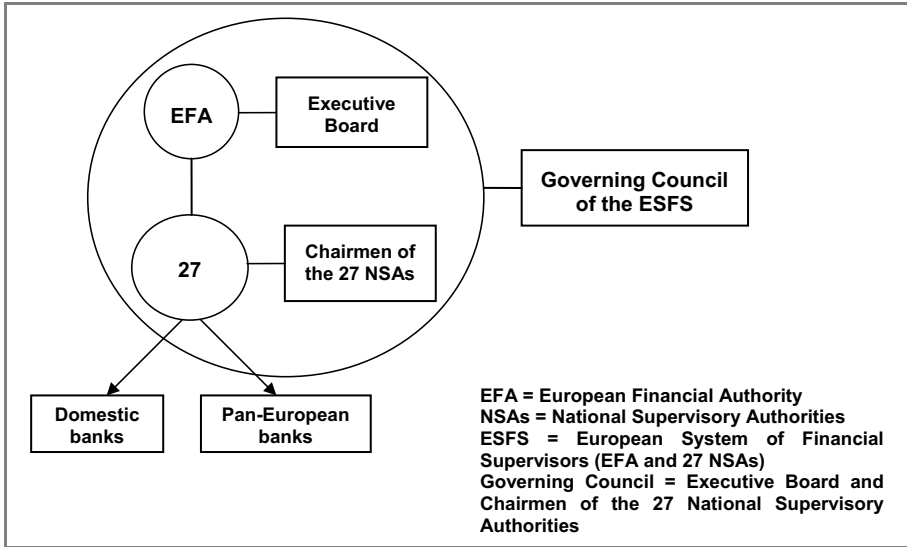 EFA
Executive
Board
Governing Council
of the ESFS
27
Chairmen of
the 27 NSAs
Domestic
banks
Pan-European
banks
EFA = European Financial Authority
NSAs = National Supervisory Authorities
ESFS = European System of Financial
Supervisors (EFA and 27 NSAs)
Governing Council = Executive Board and
Chairmen of the 27 National Supervisory
Authorities